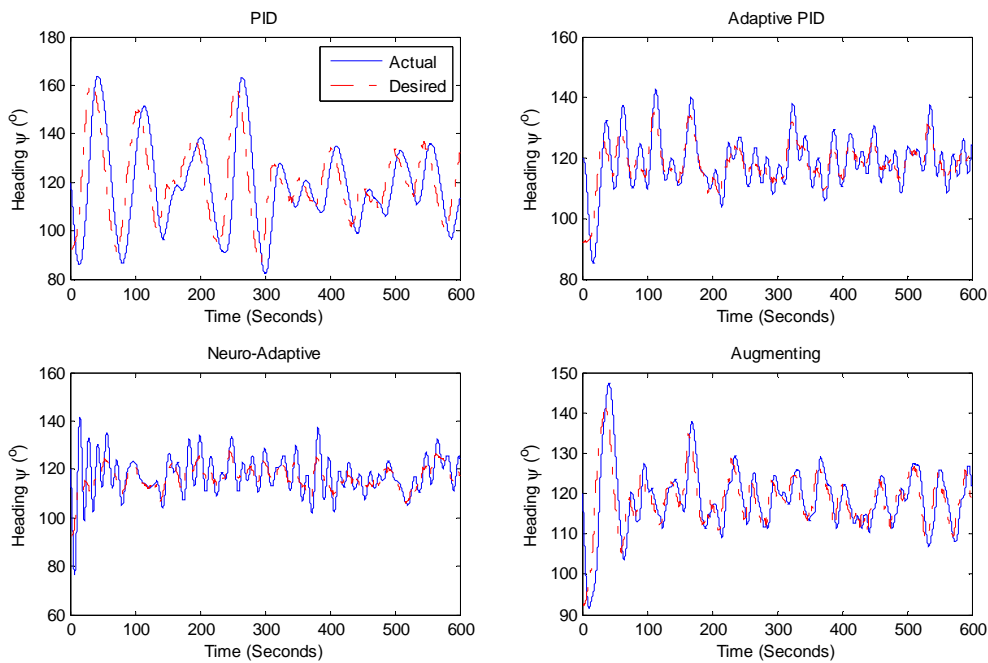 PID
180
160
140
120
100
80
Heading ψ (°)
0 100 200 300 400 500 600
Time (Seconds)
Actual
Desired
Adaptive PID
160
140
120
100
80
Heading ψ (°)
0 100 200 300 400 500 600
Time (Seconds)
Neuro-Adaptive
160
140
120
100
80
60
Heading ψ (°)
0 100 200 300 400 500 600
Time (Seconds)
Augmenting
150
140
130
120
110
100
90
Heading ψ (°)
0 100 200 300 400 500 600
Time (Seconds)